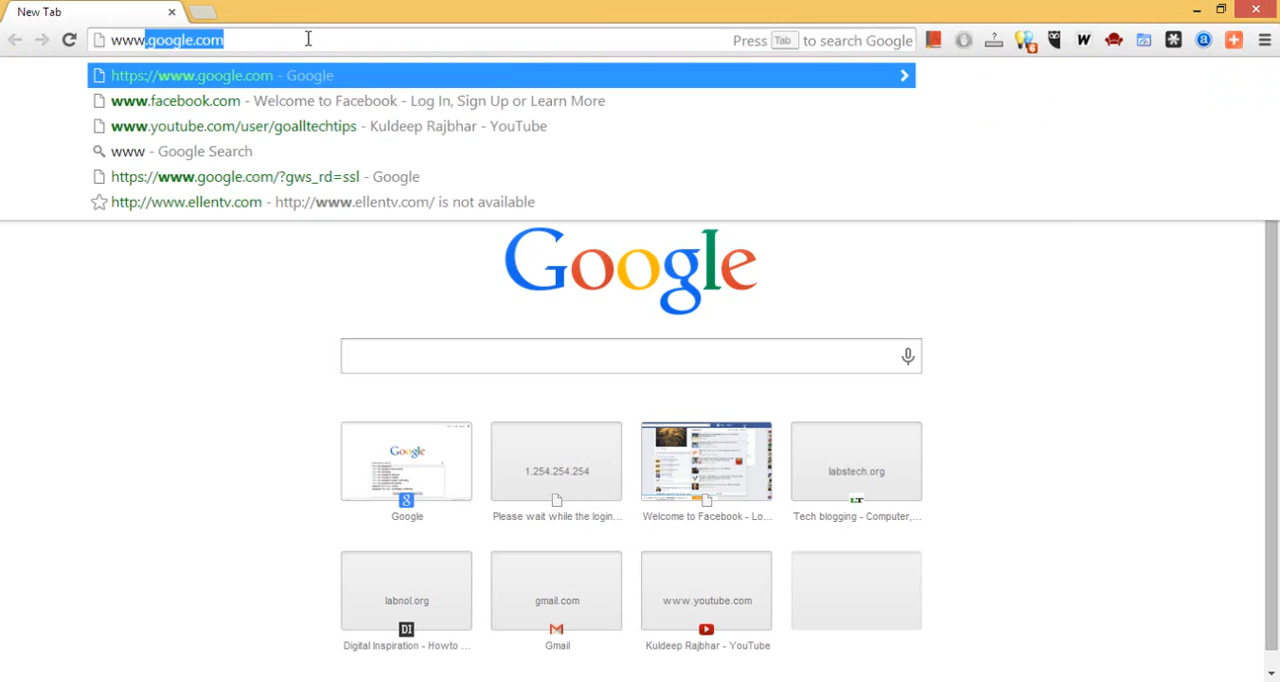 New Tab
www.google.com
Press Tab to search Google
https://www.google.com - Google
www.facebook.com - Welcome to Facebook - Log In, Sign Up or Learn More
www.youtube.com/user/goalltechtips - Kuldeep Rajbhar - YouTube
www - Google Search
https://www.google.com/?gws_rd=ssl - Google
http://www.ellentv.com - http://www.ellentv.com/ is not available
Google
Google
1.254.254.254
labstech.org
LT
Google
Please wait while the login...
Welcome to Facebook - Lo...
Tech blogging - Computer,...
labnol.org
gmail.com
www.youtube.com
DI
Digital Inspiration - Howto ...
Gmail
Kuldeep Rajbhar - YouTube